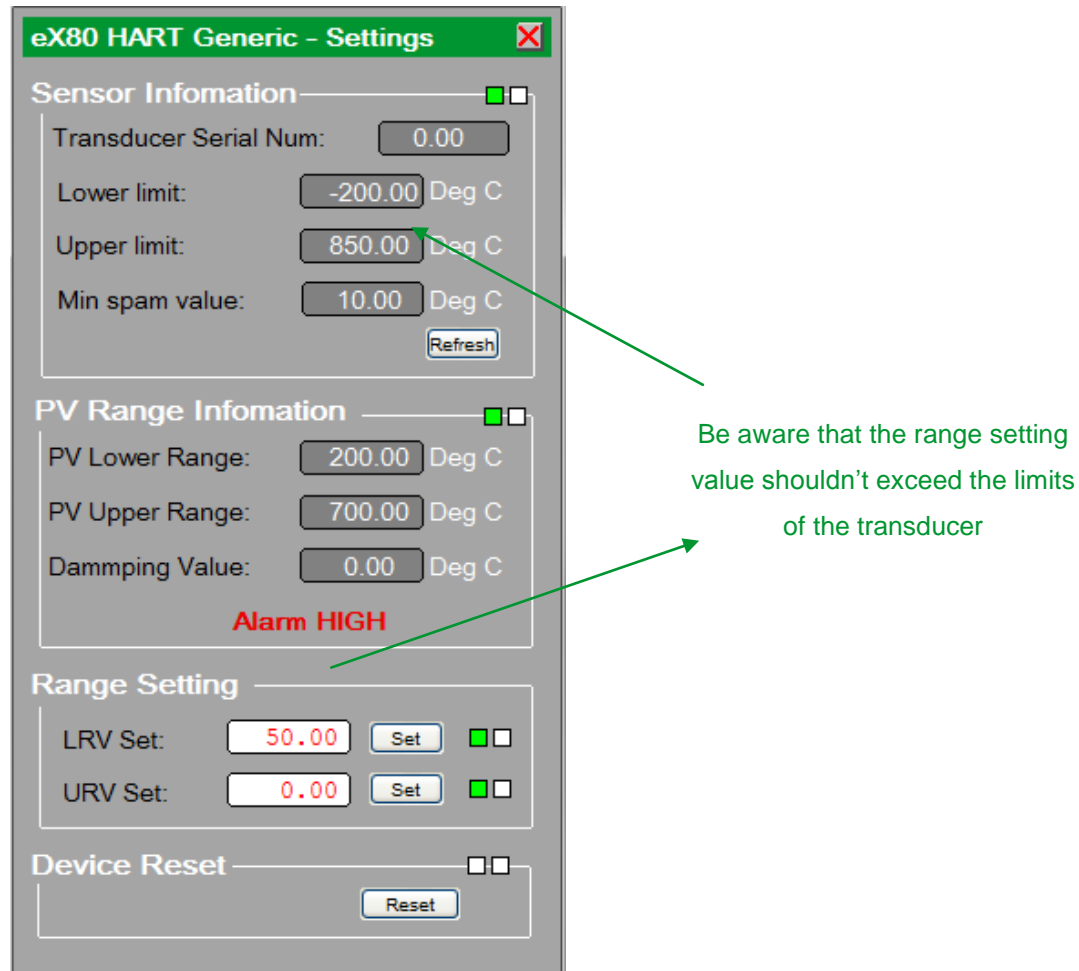 eX80 HART Generic - Settings
Sensor Infomation
Transducer Serial Num: 0.00
Lower limit: -200.00 Deg C
Upper limit: 850.00 Deg C
Min spam value: 10.00 Deg C
Refresh
PV Range Infomation
PV Lower Range: 200.00 Deg C
PV Upper Range: 700.00 Deg C
Dammping Value: 0.00 Deg C
Alarm HIGH
Range Setting
LRV Set: 50.00 Set
URV Set: 0.00 Set
Device Reset
Reset
Be aware that the range setting
value shouldn’t exceed the limits
of the transducer